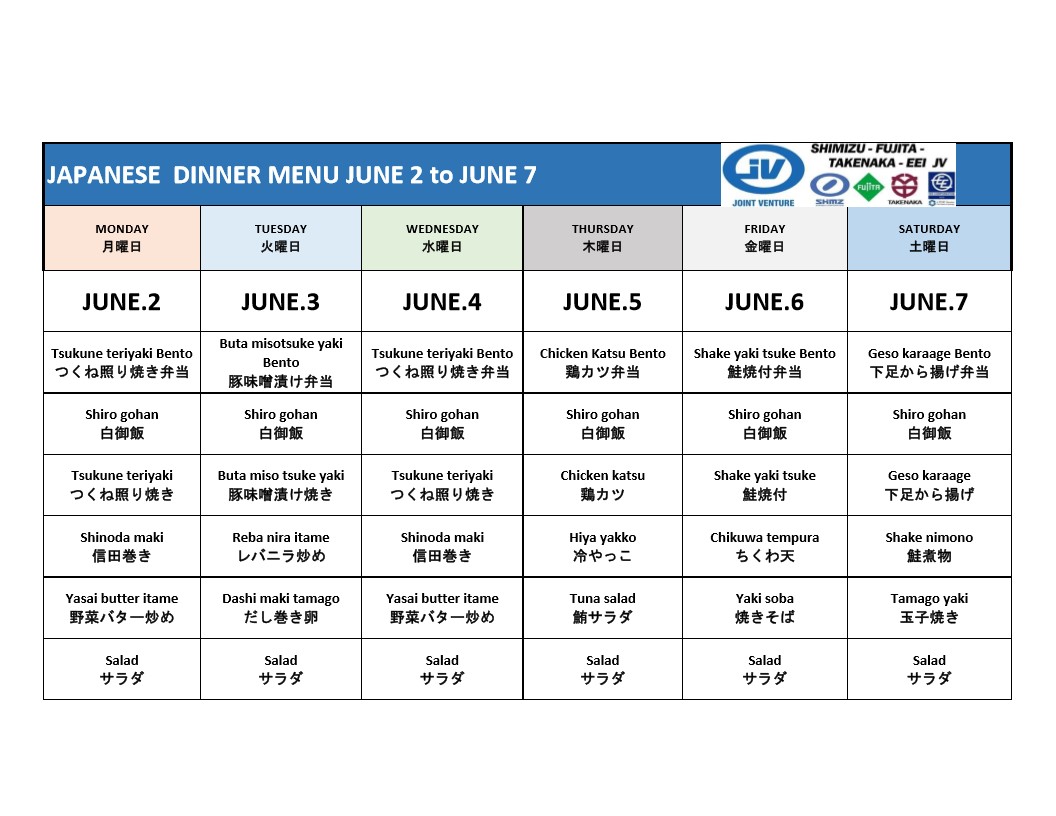 JAPANESE  DINNER MENU JUNE 2 to JUNE 7
JV
JOINT VENTURE
SHIMIZU - FUJITA -
TAKENAKA - EEI JV
SHMZ
FUJITA
TAKENAKA
EEI
MONDAY
月曜日
TUESDAY
火曜日
WEDNESDAY
水曜日
THURSDAY
木曜日
FRIDAY
金曜日
SATURDAY
土曜日
JUNE.2
JUNE.3
JUNE.4
JUNE.5
JUNE.6
JUNE.7
Tsukune teriyaki Bento
つくね照り焼き弁当
Buta misotsuke yaki
Bento
豚味噌漬け弁当
Tsukune teriyaki Bento
つくね照り焼き弁当
Chicken Katsu Bento
鶏カツ弁当
Shake yaki tsuke Bento
鮭焼付弁当
Geso karaage Bento
下足から揚げ弁当
Shiro gohan
白御飯
Shiro gohan
白御飯
Shiro gohan
白御飯
Shiro gohan
白御飯
Shiro gohan
白御飯
Shiro gohan
白御飯
Tsukune teriyaki
つくね照り焼き
Buta miso tsuke yaki
豚味噌漬け焼き
Tsukune teriyaki
つくね照り焼き
Chicken katsu
鶏カツ
Shake yaki tsuke
鮭焼付
Geso karaage
下足から揚げ
Shinoda maki
信田巻き
Reba nira itame
レバニラ炒め
Shinoda maki
信田巻き
Hiya yakko
冷やっこ
Chikuwa tempura
ちくわ天
Shake nimono
鮭煮物
Yasai butter itame
野菜バター炒め
Dashi maki tamago
だし巻き卵
Yasai butter itame
野菜バター炒め
Tuna salad
鮪サラダ
Yaki soba
焼きそば
Tamago yaki
玉子焼き
Salad
サラダ
Salad
サラダ
Salad
サラダ
Salad
サラダ
Salad
サラダ
Salad
サラダ